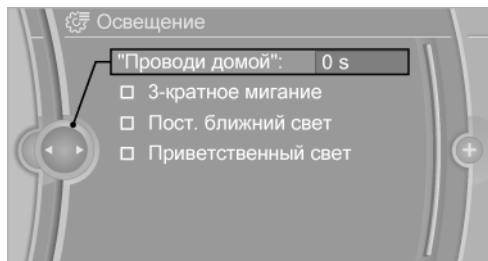 Освещение
"Проводи домой": 0 s
3-кратное мигание
Пост. ближний свет
Приветственный свет